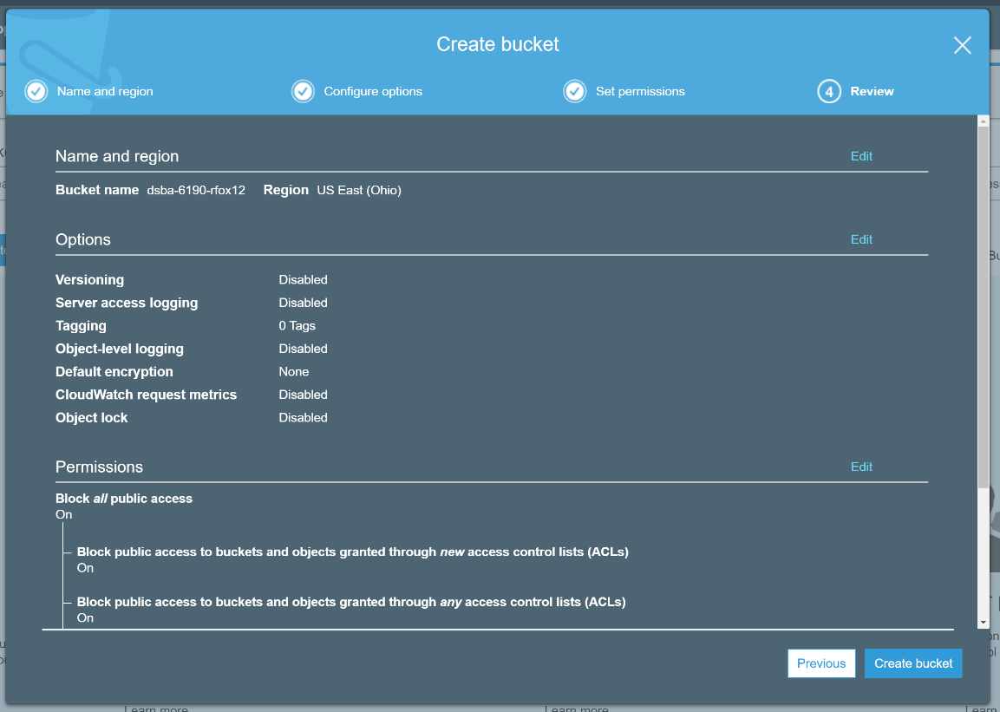 Create bucket
Name and region
Configure options
Set permissions
4 Review
Name and region Edit
Bucket name dsba-6190-rfox12 Region US East (Ohio)
Options Edit
Versioning Disabled
Server access logging Disabled
Tagging 0 Tags
Object-level logging Disabled
Default encryption None
CloudWatch request metrics Disabled
Object lock Disabled
Permissions Edit
Block all public access
On
Block public access to buckets and objects granted through new access control lists (ACLs)
On
Block public access to buckets and objects granted through any access control lists (ACLs)
On
Previous Create bucket
Learn more Learn more